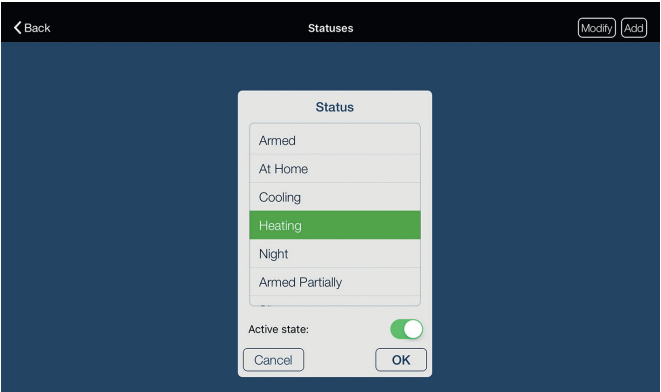 Back Statuses Modify Add
Status
Armed
At Home
Cooling
Heating
Night
Armed Partially
Active state:
Cancel OK